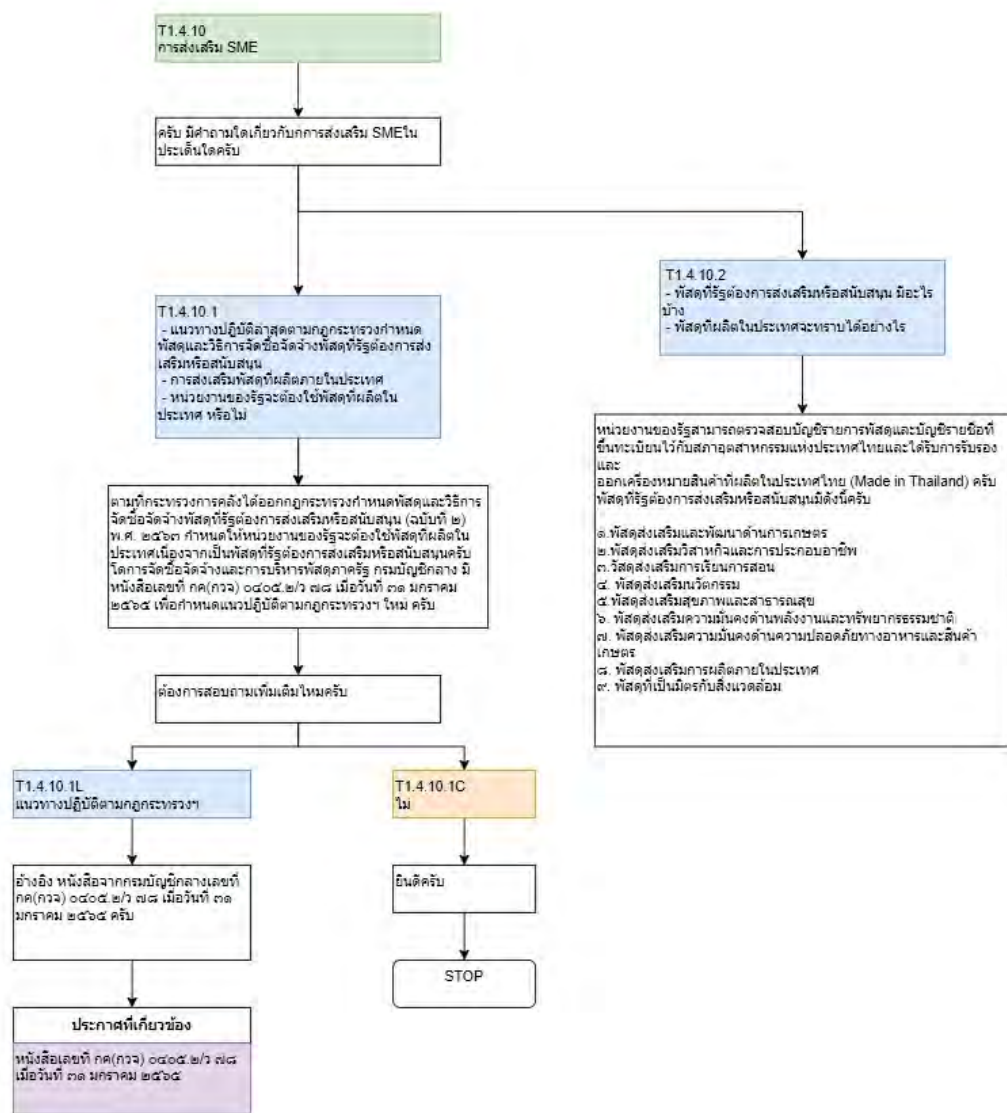 T1.4.10
การส่งเสริม SME
ครับ มีคำถามใดเกี่ยวกับกการส่งเสริม SMEใน
ประเด็นใดครับ
T1.4.10.1
- แนวทางปฏิบัติล่าสุดตามกฎกระทรวงกำหนด
พัสดุและวิธีการจัดซื้อจัดจ้างพัสดุที่รัฐต้องการส่ง
เสริมหรือสนับสนุน
- การส่งเสริมพัสดุที่ผลิตภายในประเทศ
- หน่วยงานของรัฐจะต้องใช้พัสดุที่ผลิตใน
ประเทศ หรือไม่
ตามที่กระทรวงการคลังได้ออกกฎกระทรวงกำหนดพัสดุและวิธีการ
จัดซื้อจัดจ้างพัสดุที่รัฐต้องการส่งเสริมหรือสนับสนุน (ฉบับที่ ๒)
พ.ศ. ๒๕๖๓ กำหนดให้หน่วยงานของรัฐจะต้องใช้พัสดุที่ผลิตใน
ประเทศเนื่องจากเป็นพัสดุที่รัฐต้องการส่งเสริมหรือสนับสนุนครับ
โดการจัดซื้อจัดจ้างและการบริหารพัสดุภาครัฐ กรมบัญชีกลาง มี
หนังสือเลขที่ กค(กวจ) ๐๔๐๕.๒/ว ๗๘ เมื่อวันที่ ๓๑ มกราคม
๒๕๖๕ เพื่อกำหนดแนวปฏิบัติตามกฎกระทรวงฯ ใหม่ ครับ
ต้องการสอบถามเพิ่มเติมไหมครับ
T1.4.10.1L
แนวทางปฏิบัติตามกฎกระทรวงฯ
อ้างอิง หนังสือจากกรมบัญชีกลางเลขที่
กค(กวจ) ๐๔๐๕.๒/ว ๗๘ เมื่อวันที่ ๓๑
มกราคม ๒๕๖๕ ครับ
ประกาศที่เกี่ยวข้อง
หนังสือเลขที่ กค(กวจ) ๐๔๐๕.๒/ว ๗๘
เมื่อวันที่ ๓๑ มกราคม ๒๕๖๕
T1.4.10.1C
ไม่
ยินดีครับ
STOP
T1.4.10.2
- พัสดุที่รัฐต้องการส่งเสริมหรือสนับสนุน มีอะไร
บ้าง
- พัสดุที่ผลิตในประเทศจะทราบได้อย่างไร
หน่วยงานของรัฐสามารถตรวจสอบบัญชีรายการพัสดุและบัญชีรายชื่อที่
ขึ้นทะเบียนไว้กับสภาอุตสาหกรรมแห่งประเทศไทยและได้รับการรับรอง
และ
ออกเครื่องหมายสินค้าที่ผลิตในประเทศไทย (Made in Thailand) ครับ
พัสดุที่รัฐต้องการส่งเสริมหรือสนับสนุนมีดังนี้ครับ
๑.พัสดุส่งเสริมและพัฒนาด้านการเกษตร
๒.พัสดุส่งเสริมวิสาหกิจและการประกอบอาชีพ
๓.วัสดุส่งเสริมการเรียนการสอน
๔. พัสดุส่งเสริมนวัตกรรม
๕.พัสดุส่งเสริมสุขภาพและสาธารณสุข
๖. พัสดุส่งเสริมความมั่นคงด้านพลังงานและทรัพยากรธรรมชาติ
๗. พัสดุส่งเสริมความมั่นคงด้านความปลอดภัยทางอาหารและสินค้า
เกษตร
๘. พัสดุส่งเสริมการผลิตภายในประเทศ
๙. พัสดุที่เป็นมิตรกับสิ่งแวดล้อม